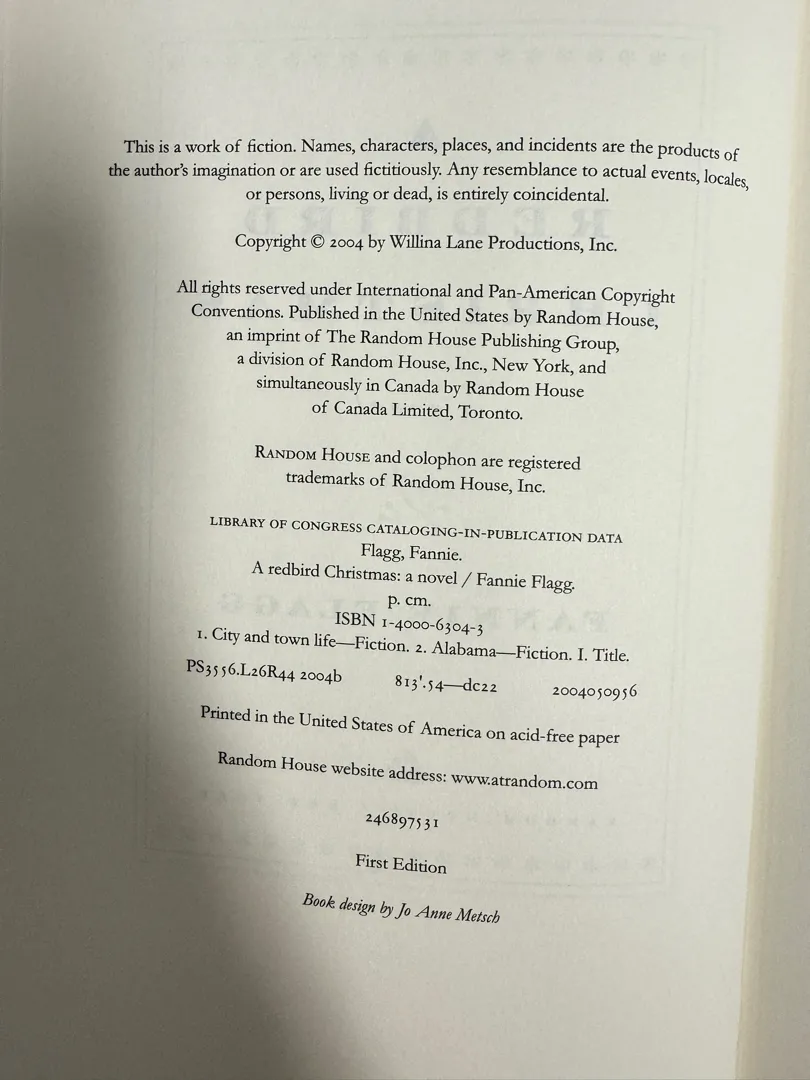 This is a work of fiction. Names, characters, places, and incidents are the products of
the author's imagination or are used fictitiously. Any resemblance to actual events, locales,
or persons, living or dead, is entirely coincidental.
Copyright © 2004 by Willina Lane Productions, Inc.
All rights reserved under International and Pan-American Copyright
Conventions. Published in the United States by Random House,
an imprint of The Random House Publishing Group,
a division of Random House, Inc., New York, and
simultaneously in Canada by Random House
of Canada Limited, Toronto.
RANDOM HOUSE and colophon are registered
trademarks of Random House, Inc.
LIBRARY OF CONGRESS CATALOGING-IN-PUBLICATION DATA
Flagg, Fannie.
A redbird Christmas: a novel / Fannie Flagg.
p. cm.
ISBN 1-4000-6304-3
1. City and town life—Fiction. 2. Alabama—Fiction. I. Title.
PS3556.L26R44 2004b 813'.54—dc22 2004050956
Printed in the United States of America on acid-free paper
Random House website address: www.atrandom.com
246897531
First Edition
Book design by Jo Anne Metsch